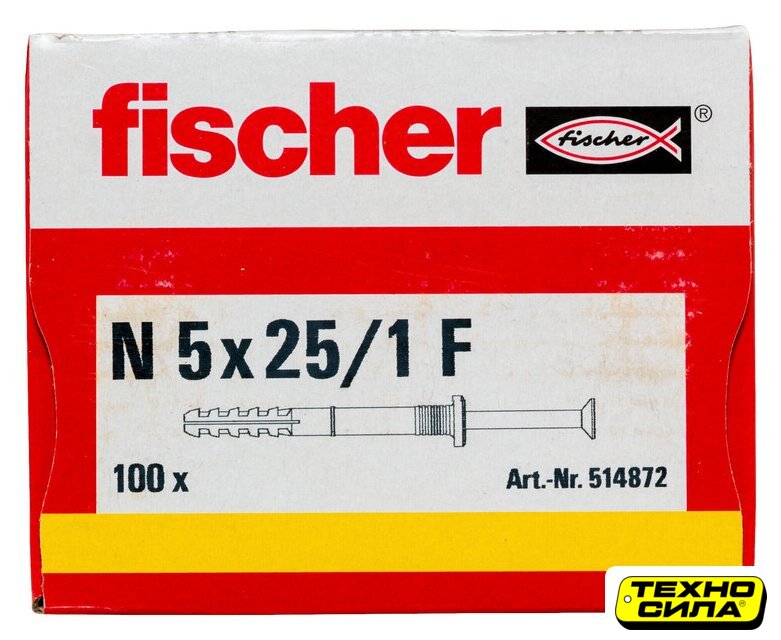 fischer
fischer ®
N 5x25/1 F
100 x Art.-Nr. 514872
ТЕХНО
СИЛА®